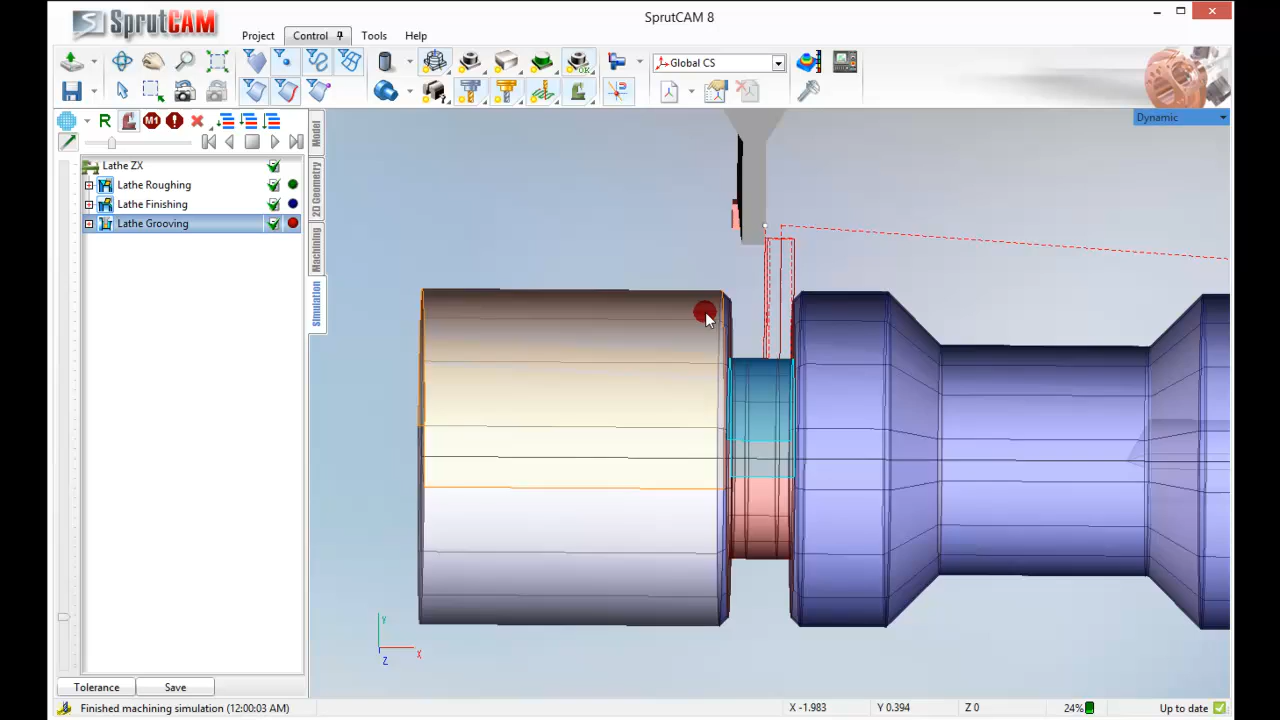 SprutCAM 8
SprutCAM
Project Control Tools Help
Global CS
Dynamic
R M1
Lathe ZX
Lathe Roughing
Lathe Finishing
Lathe Grooving
Model
2D Geometry
Machining
Simulation
Y
X
Z
Tolerance Save
Finished machining simulation (12:00:03 AM) X -1.983 Y 0.394 Z 0 24% Up to date